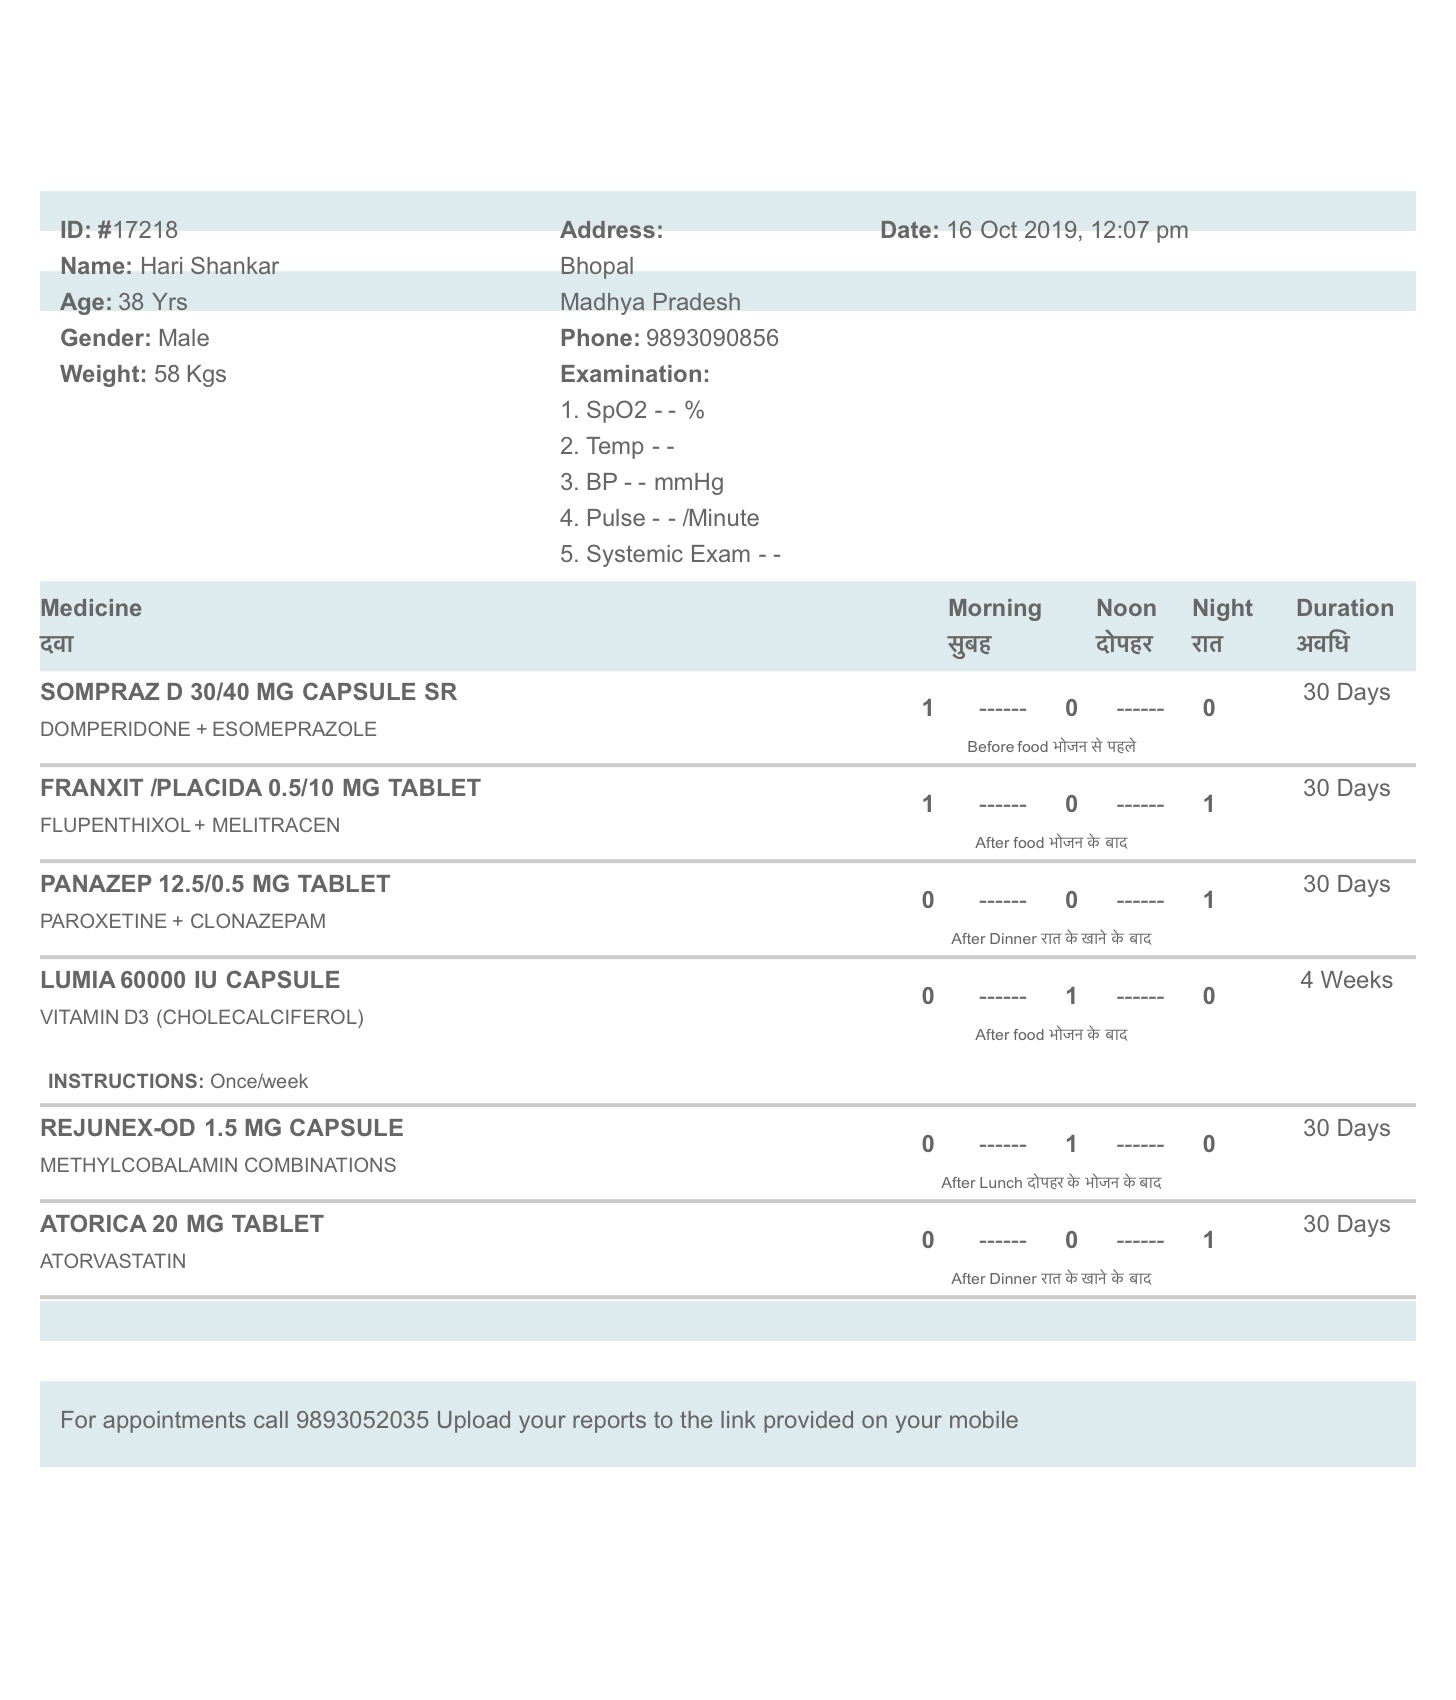 ID: #17218
Name: Hari Shankar
Age: 38 Yrs
Gender: Male
Weight: 58 Kgs
Address:
Bhopal
Madhya Pradesh
Phone: 9893090856
Examination:
1. SpO2 - - %
2. Temp - -
3. BP - - mmHg
4. Pulse - - /Minute
5. Systemic Exam - -
Date: 16 Oct 2019, 12:07 pm
Medicine Morning Noon Night Duration
दवा सुबह दोपहर रात अवधि
SOMPRAZ D 30/40 MG CAPSULE SR 30 Days
1 ------ 0 ------ 0
DOMPERIDONE + ESOMEPRAZOLE
Before food भोजन से पहले
FRANXIT /PLACIDA 0.5/10 MG TABLET 30 Days
1 ------ 0 ------ 1
FLUPENTHIXOL + MELITRACEN
After food भोजन के बाद
PANAZEP 12.5/0.5 MG TABLET 30 Days
0 ------ 0 ------ 1
PAROXETINE + CLONAZEPAM
After Dinner रात के खाने के बाद
LUMIA 60000 IU CAPSULE 4 Weeks
0 ------ 1 ------ 0
VITAMIN D3 (CHOLECALCIFEROL)
After food भोजन के बाद
INSTRUCTIONS: Once/week
REJUNEX-OD 1.5 MG CAPSULE 30 Days
0 ------ 1 ------ 0
METHYLCOBALAMIN COMBINATIONS
After Lunch दोपहर के भोजन के बाद
ATORICA 20 MG TABLET 30 Days
0 ------ 0 ------ 1
ATORVASTATIN
After Dinner रात के खाने के बाद
For appointments call 9893052035 Upload your reports to the link provided on your mobile